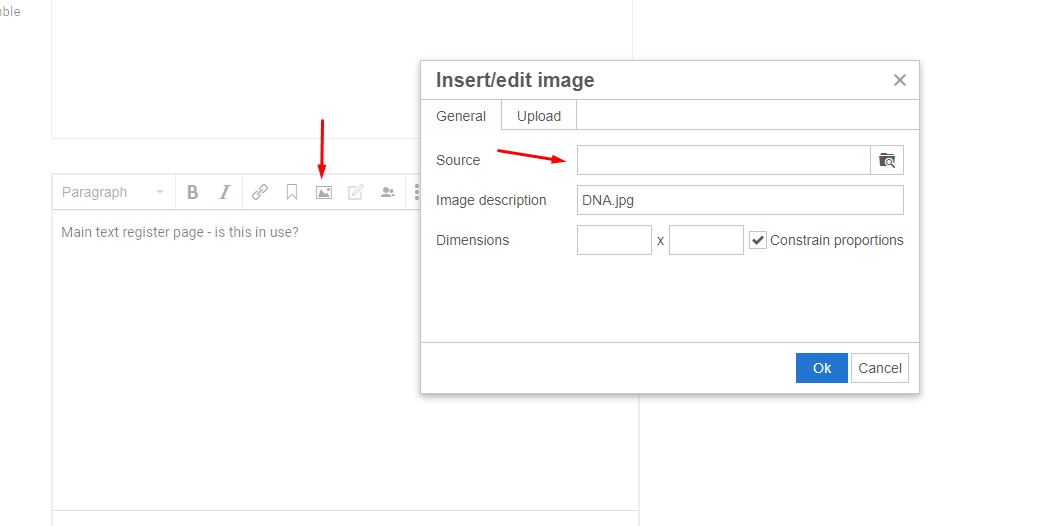 Insert/edit image
General Upload
Source
Paragraph B I
Image description DNA.jpg
Main text register page - is this in use?
Dimensions x Constrain proportions
Ok Cancel